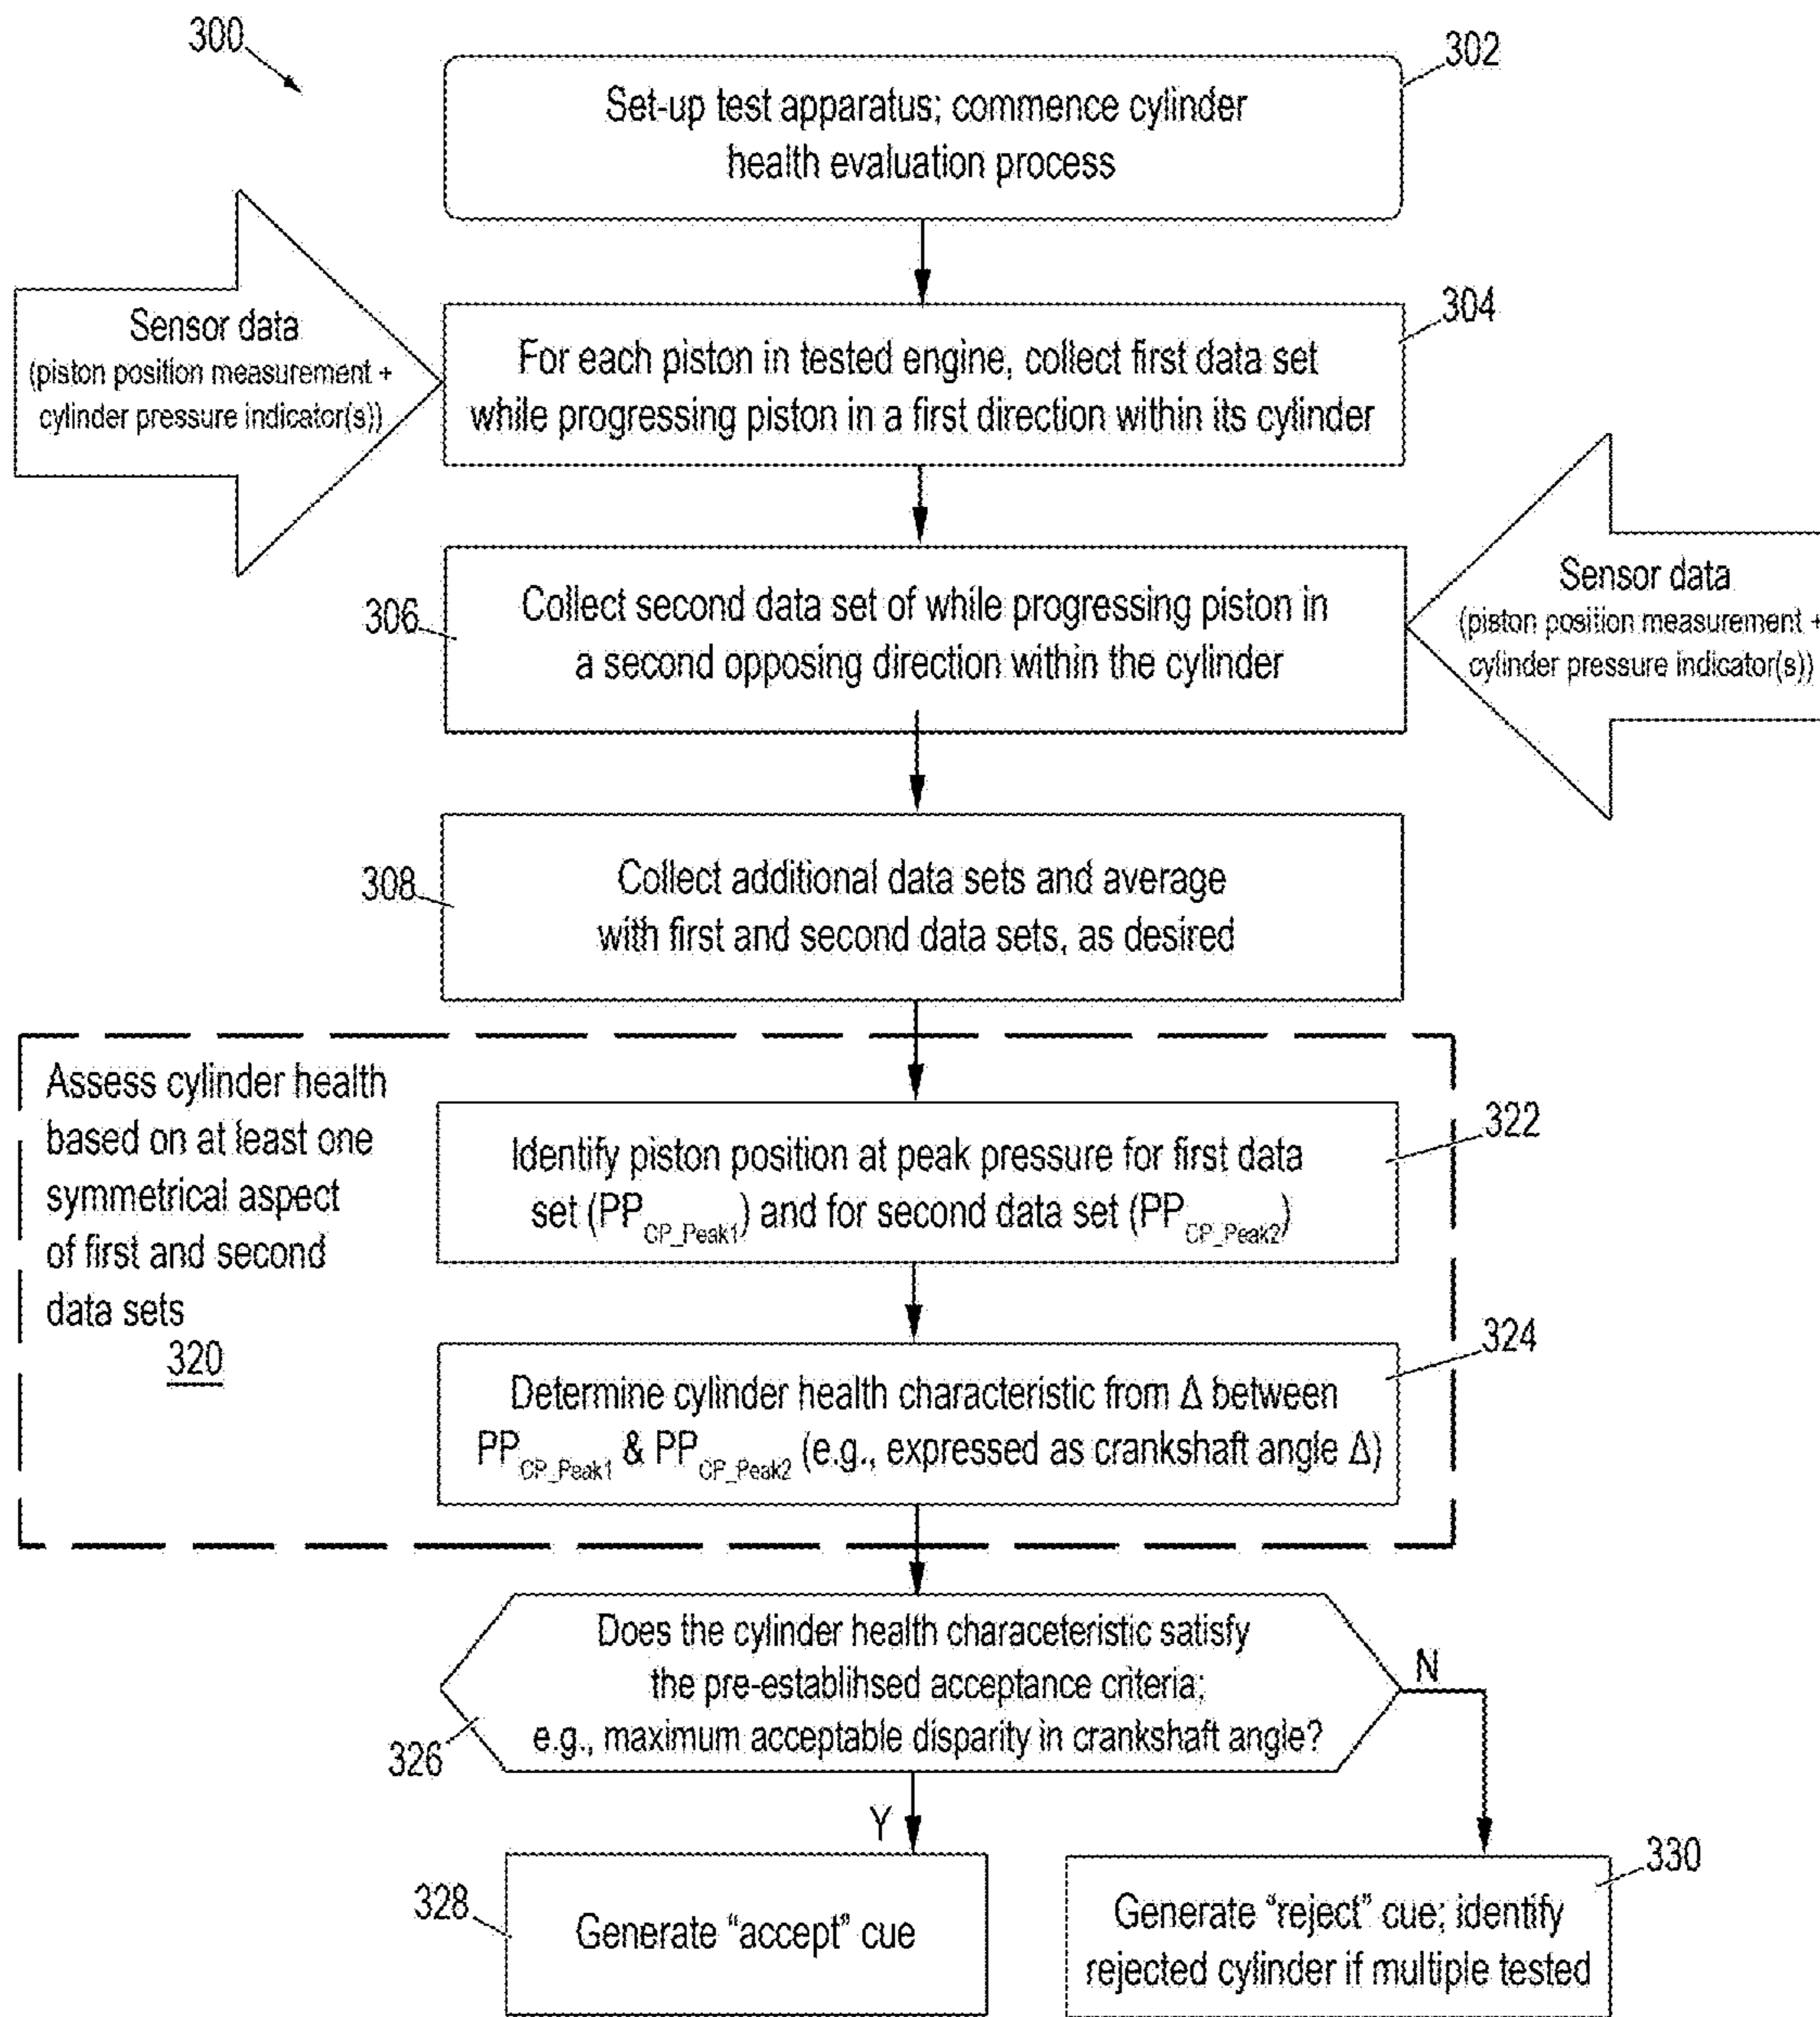 300
302
Set-up test apparatus; commence cylinder
health evaluation process
304
Sensor data
(piston position measurement +
cylinder pressure indicator(s))
For each piston in tested engine, collect first data set
while progressing piston in a first direction within its cylinder
306
Collect second data set of while progressing piston in
a second opposing direction within the cylinder
Sensor data
(piston position measurement +
cylinder pressure indicator(s))
308
Collect additional data sets and average
with first and second data sets, as desired
Assess cylinder health
based on at least one
symmetrical aspect
of first and second
data sets
320
322
Identify piston position at peak pressure for first data
set (PP_CP_Peak1) and for second data set (PP_CP_Peak2)
324
Determine cylinder health characteristic from Δ between
PP_CP_Peak1 & PP_CP_Peak2 (e.g., expressed as crankshaft angle Δ)
Does the cylinder health characeteristic satisfy
the pre-establihsed acceptance criteria;
e.g., maximum acceptable disparity in crankshaft angle?
326
N
Y
328
Generate “accept” cue
330
Generate “reject” cue; identify
rejected cylinder if multiple tested